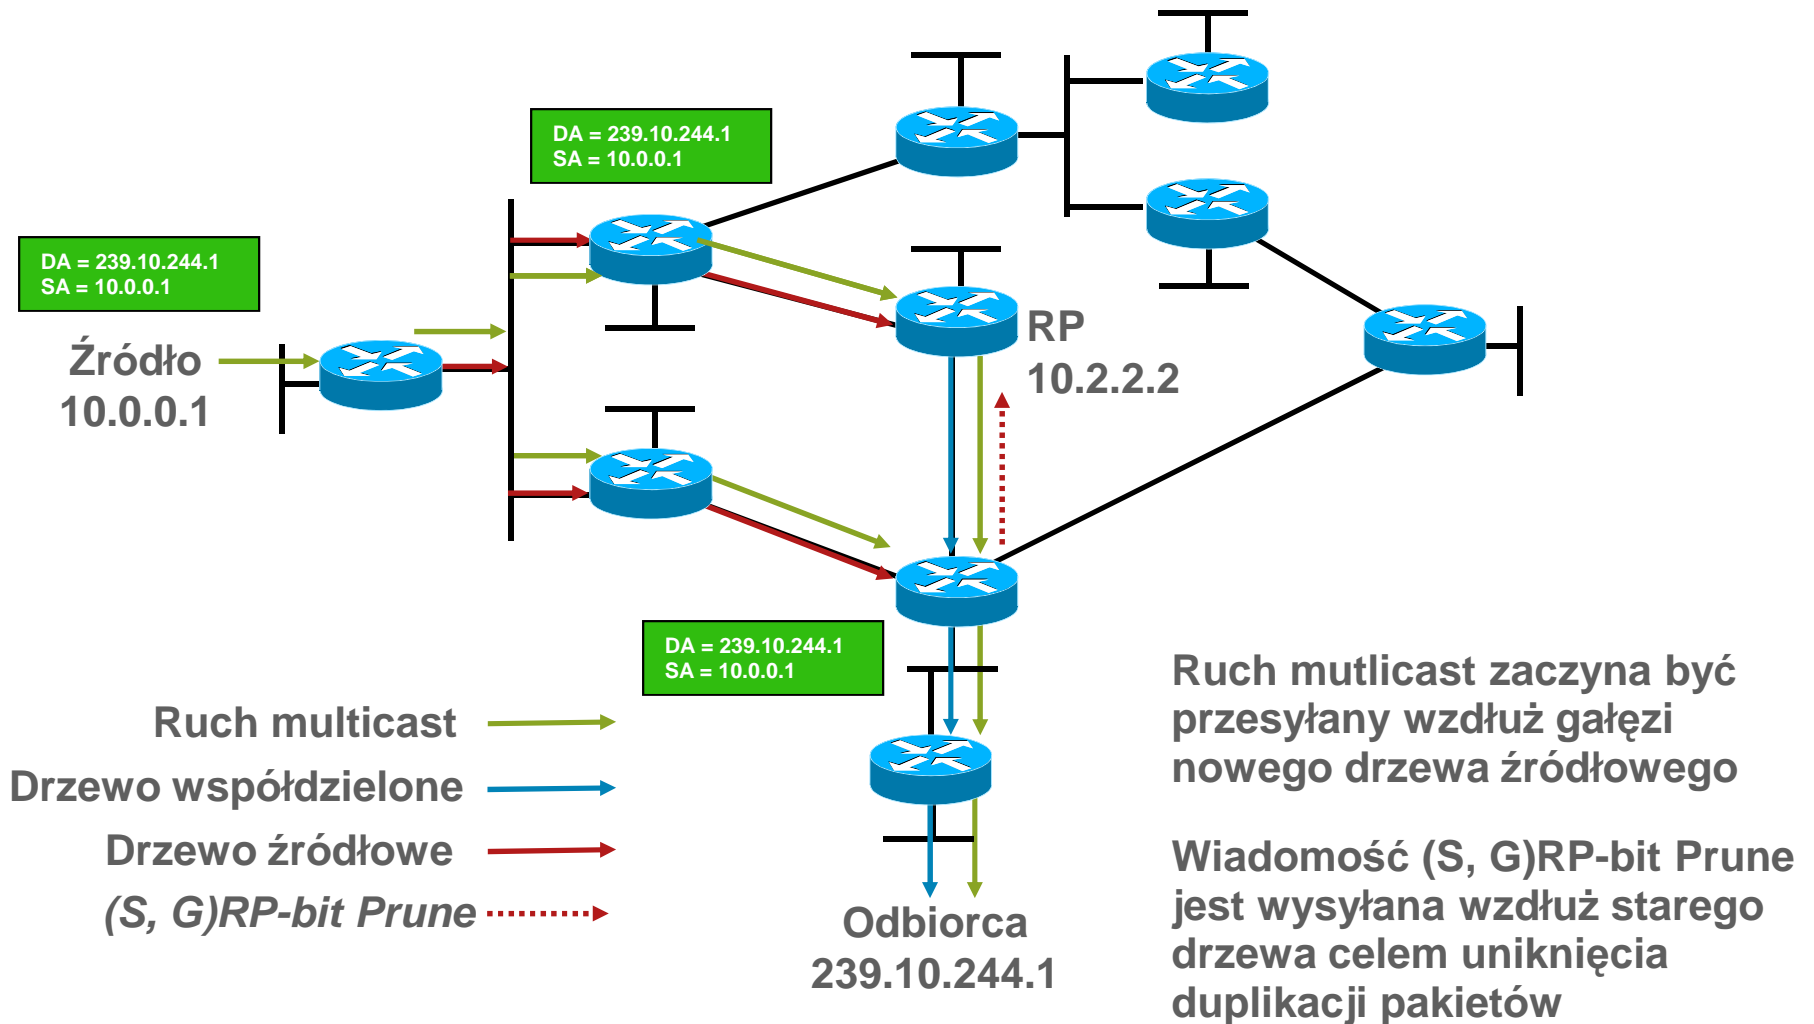 DA = 239.10.244.1
SA = 10.0.0.1
DA = 239.10.244.1
SA = 10.0.0.1
Źródło
10.0.0.1
RP
10.2.2.2
DA = 239.10.244.1
SA = 10.0.0.1
Ruch multicast
Drzewo współdzielone
Drzewo źródłowe
(S, G)RP-bit Prune
Odbiorca
239.10.244.1
Ruch mutlicast zaczyna być
przesyłany wzdłuż gałęzi
nowego drzewa źródłowego
Wiadomość (S, G)RP-bit Prune
jest wysyłana wzdłuż starego
drzewa celem uniknięcia
duplikacji pakietów